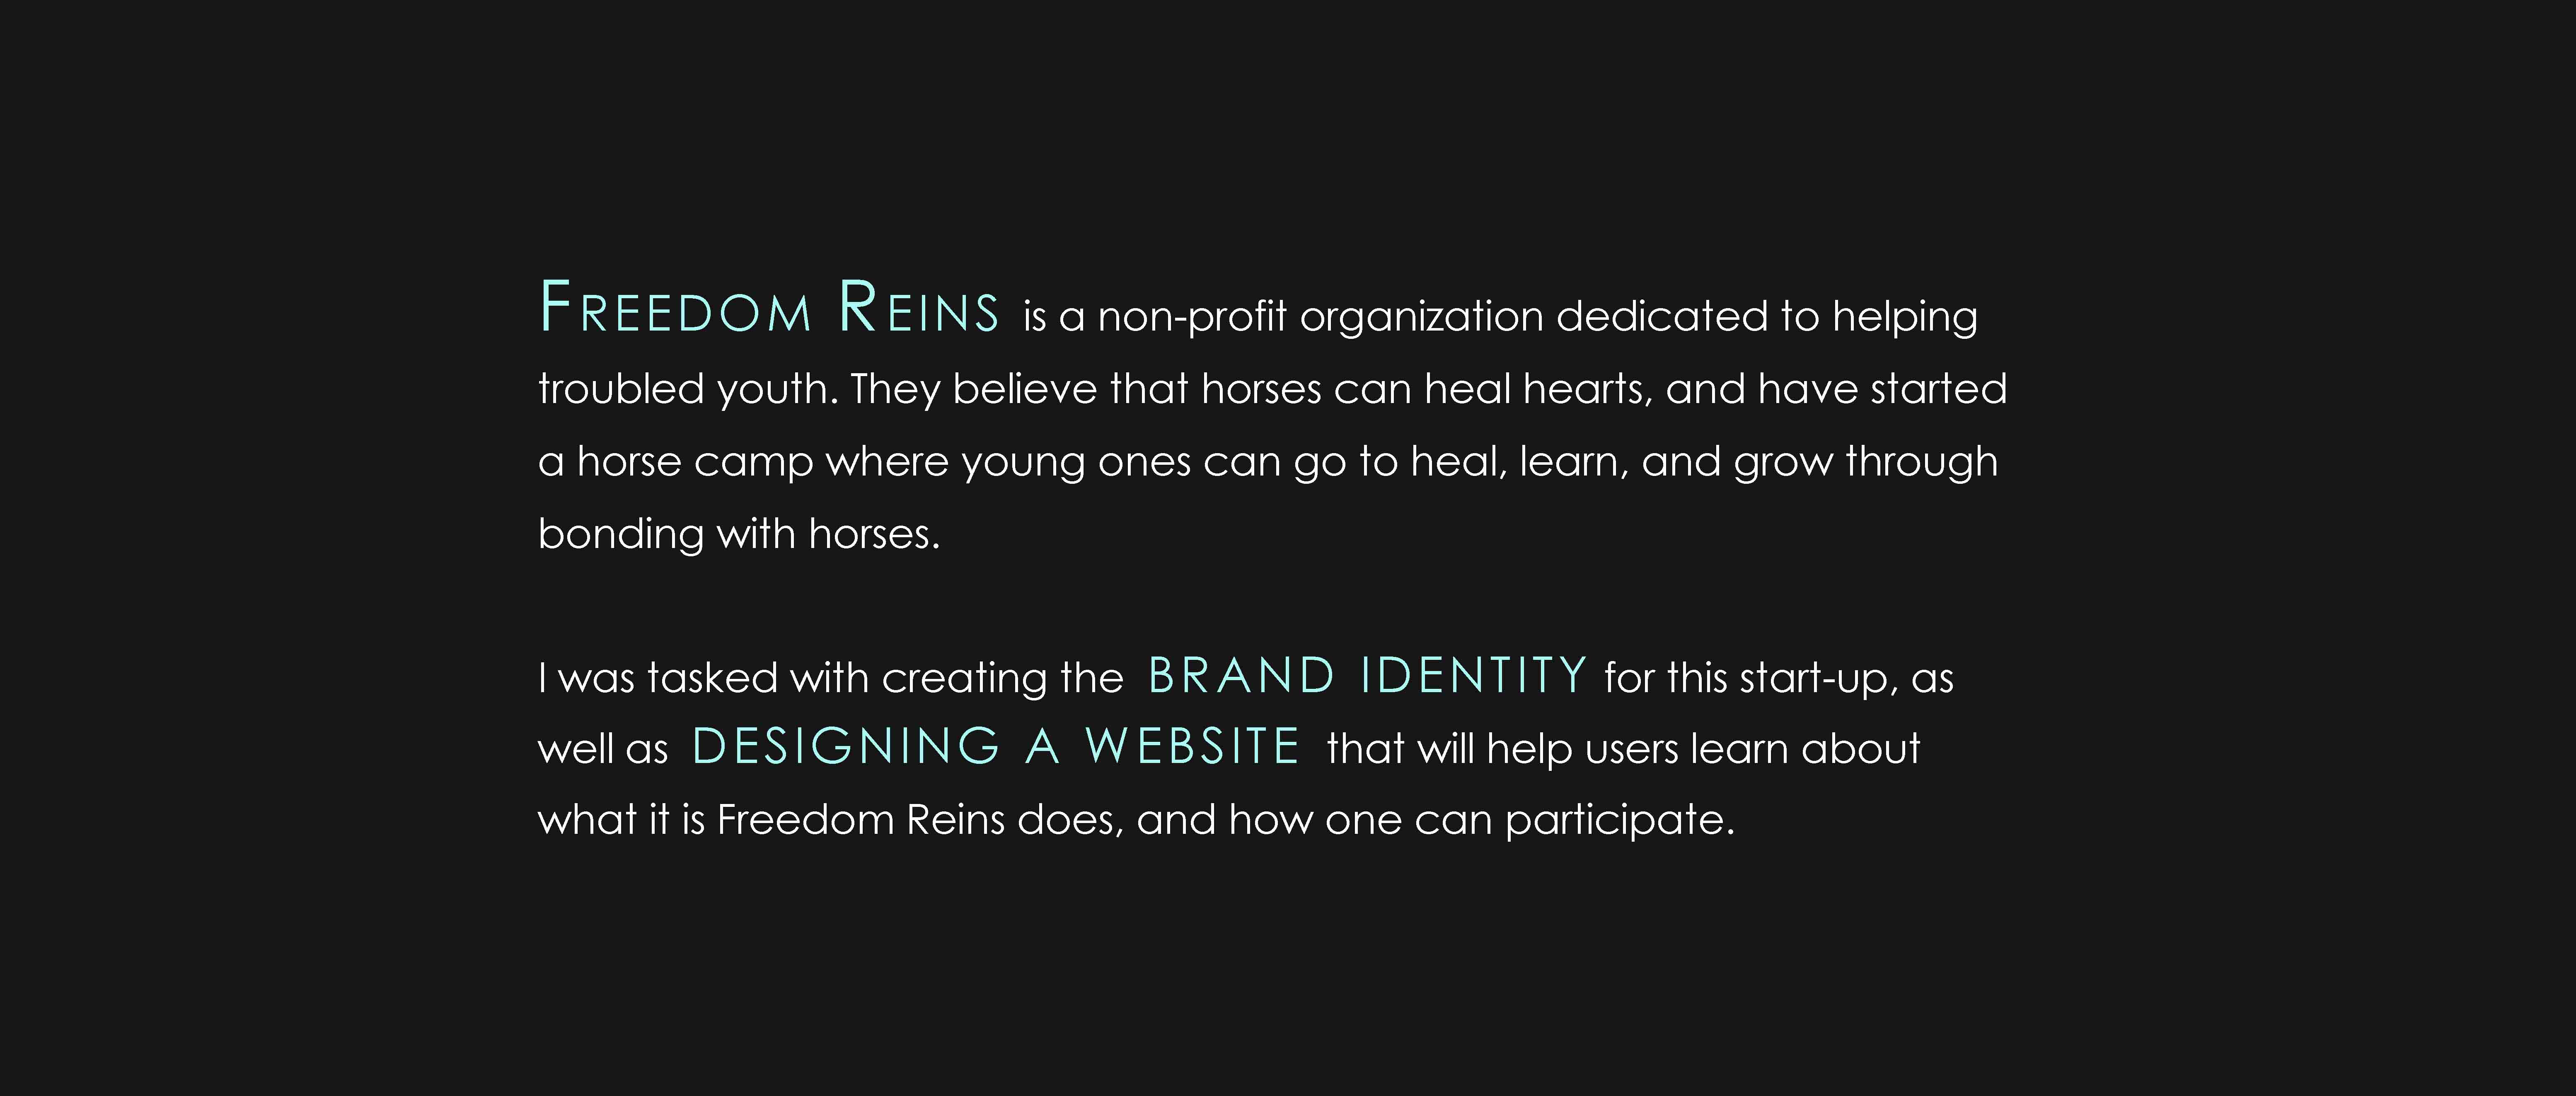 FREEDOM REINS is a non-profit organization dedicated to helping
troubled youth. They believe that horses can heal hearts, and have started
a horse camp where young ones can go to heal, learn, and grow through
bonding with horses.
I was tasked with creating the BRAND IDENTITY for this start-up, as
well as DESIGNING A WEBSITE that will help users learn about
what it is Freedom Reins does, and how one can participate.